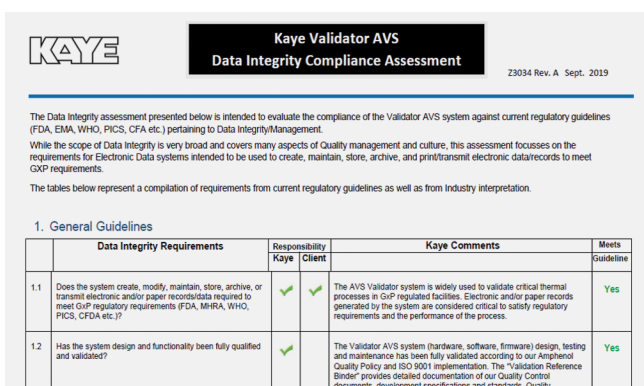 KAYE
Kaye Validator AVS
Data Integrity Compliance Assessment
Z3034 Rev. A Sept. 2019
The Data Integrity assessment presented below is intended to evaluate the compliance of the Validator AVS system against current regulatory guidelines
(FDA, EMA, WHO, PICS, CFA etc.) pertaining to Data Integrity/Management.
While the scope of Data Integrity is very broad and covers many aspects of Quality management and culture, this assessment focusses on the
requirements for Electronic Data systems intended to be used to create, maintain, store, archive, and print/transmit electronic data/records to meet
GXP requirements.
The tables below represent a compilation of requirements from current regulatory guidelines as well as from Industry interpretation.
1. General Guidelines
Data Integrity Requirements
Responsibility
Kaye Client
Kaye Comments
Meets
Guideline
1.1
Does the system create, modify, maintain, store, archive, or
transmit electronic and/or paper records/data required to
meet GxP regulatory requirements (FDA, MHRA, WHO,
PICS, CFDA etc.)?
The AVS Validator system is widely used to validate critical thermal
processes in GxP regulated facilities. Electronic and/or paper records
generated by the system are considered critical to satisfy regulatory
requirements and the performance of the process.
Yes
1.2
Has the system design and functionality been fully qualified
and validated?
The Validator AVS system (hardware, software, firmware) design, testing
and maintenance has been fully validated according to our Amphenol
Quality Policy and ISO 9001 implementation. The "Validation Reference
Binder" provides detailed documentation of our Quality Control
documents, development specifications and standards, Quality
Yes